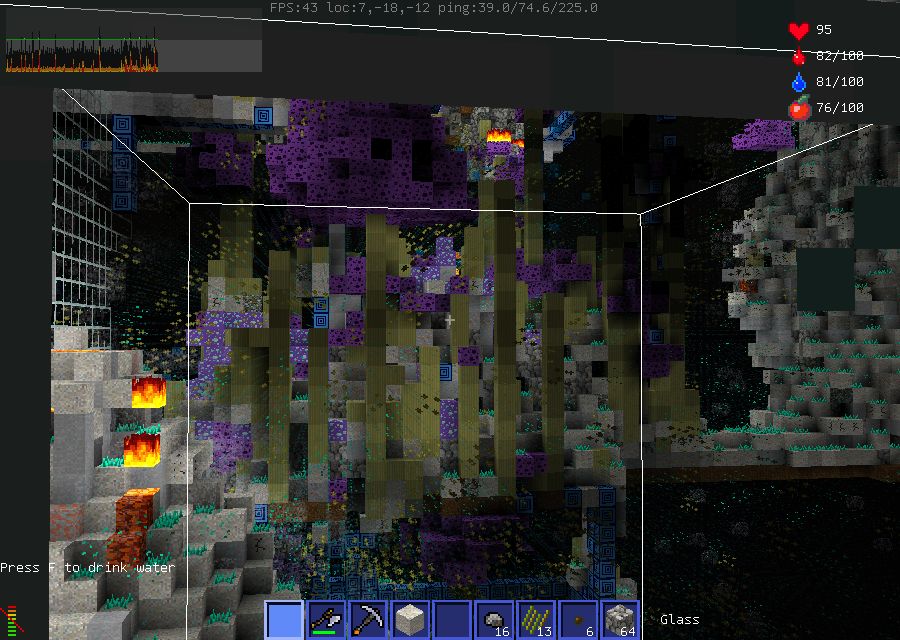 FPS:43 loc:7,-18,-12 ping:39.0/74.6/225.0
95
82/100
81/100
76/100
Press F to drink water
16
13
6
64
Glass